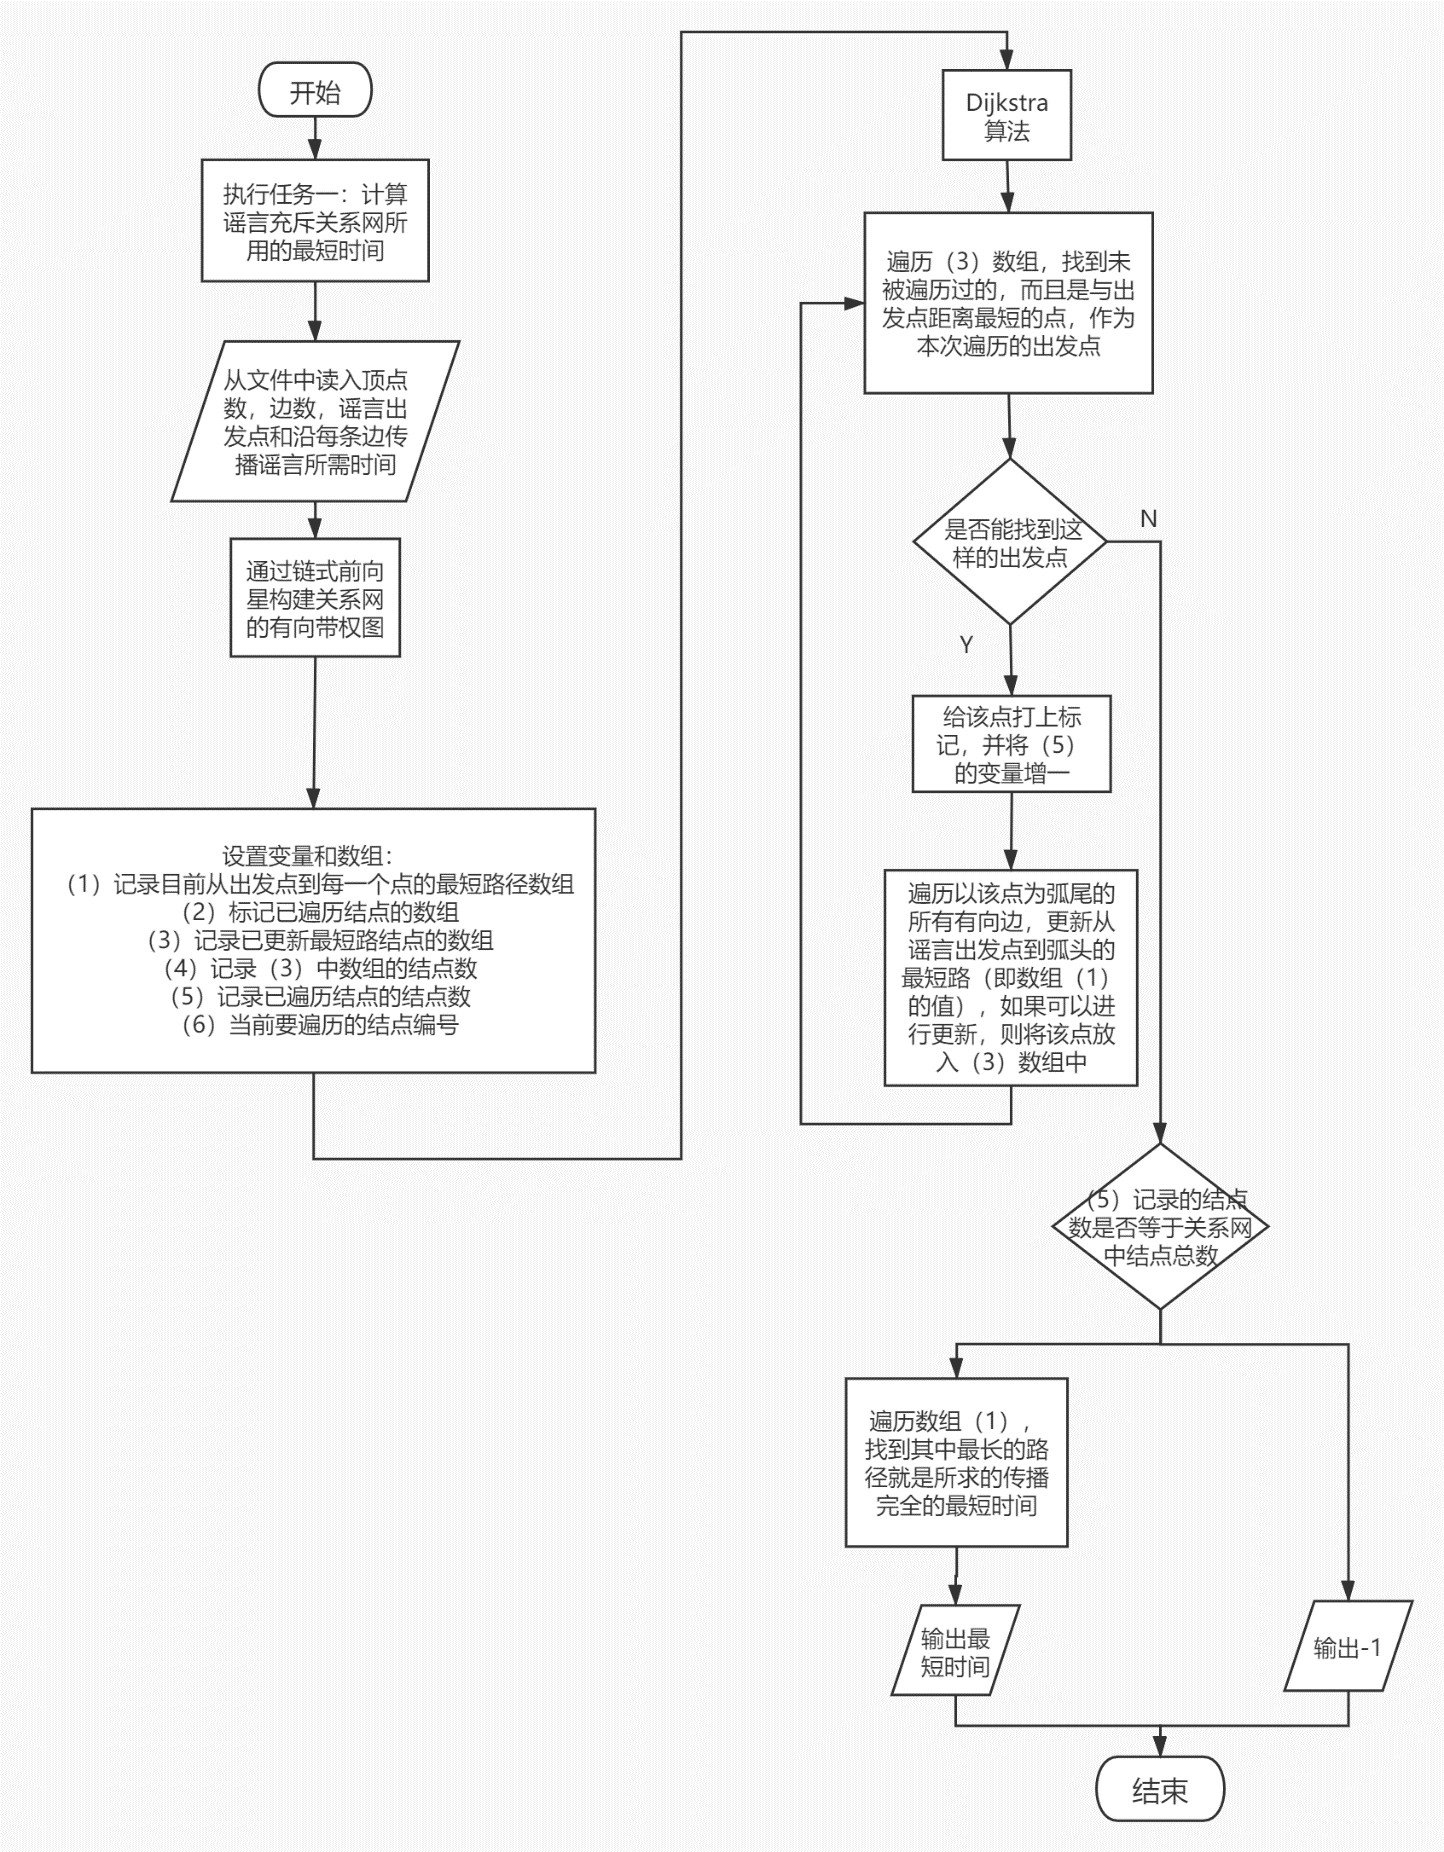 开始
执行任务一：计算
谣言充斥关系网所
用的最短时间
从文件中读入顶点
数，边数，谣言出
发点和沿每条边传
播谣言所需时间
通过链式前向
星构建关系网
的有向带权图
设置变量和数组：
（1）记录目前从出发点到每一个点的最短路径数组
（2）标记已遍历结点的数组
（3）记录已更新最短路结点的数组
（4）记录（3）中数组的结点数
（5）记录已遍历结点的结点数
（6）当前要遍历的结点编号
Dijkstra
算法
遍历（3）数组，找到未
被遍历过的，而且是与出
发点距离最短的点，作为
本次遍历的出发点
是否能找到这
样的出发点
N
Y
给该点打上标
记，并将（5）
的变量增一
遍历以该点为弧尾的
所有有向边，更新从
谣言出发点到弧头的
最短路（即数组（1）
的值），如果可以进
行更新，则将该点放
入（3）数组中
（5）记录的结点
数是否等于关系网
中结点总数
遍历数组（1），
找到其中最长的路
径就是所求的传播
完全的最短时间
输出最
短时间
输出-1
结束